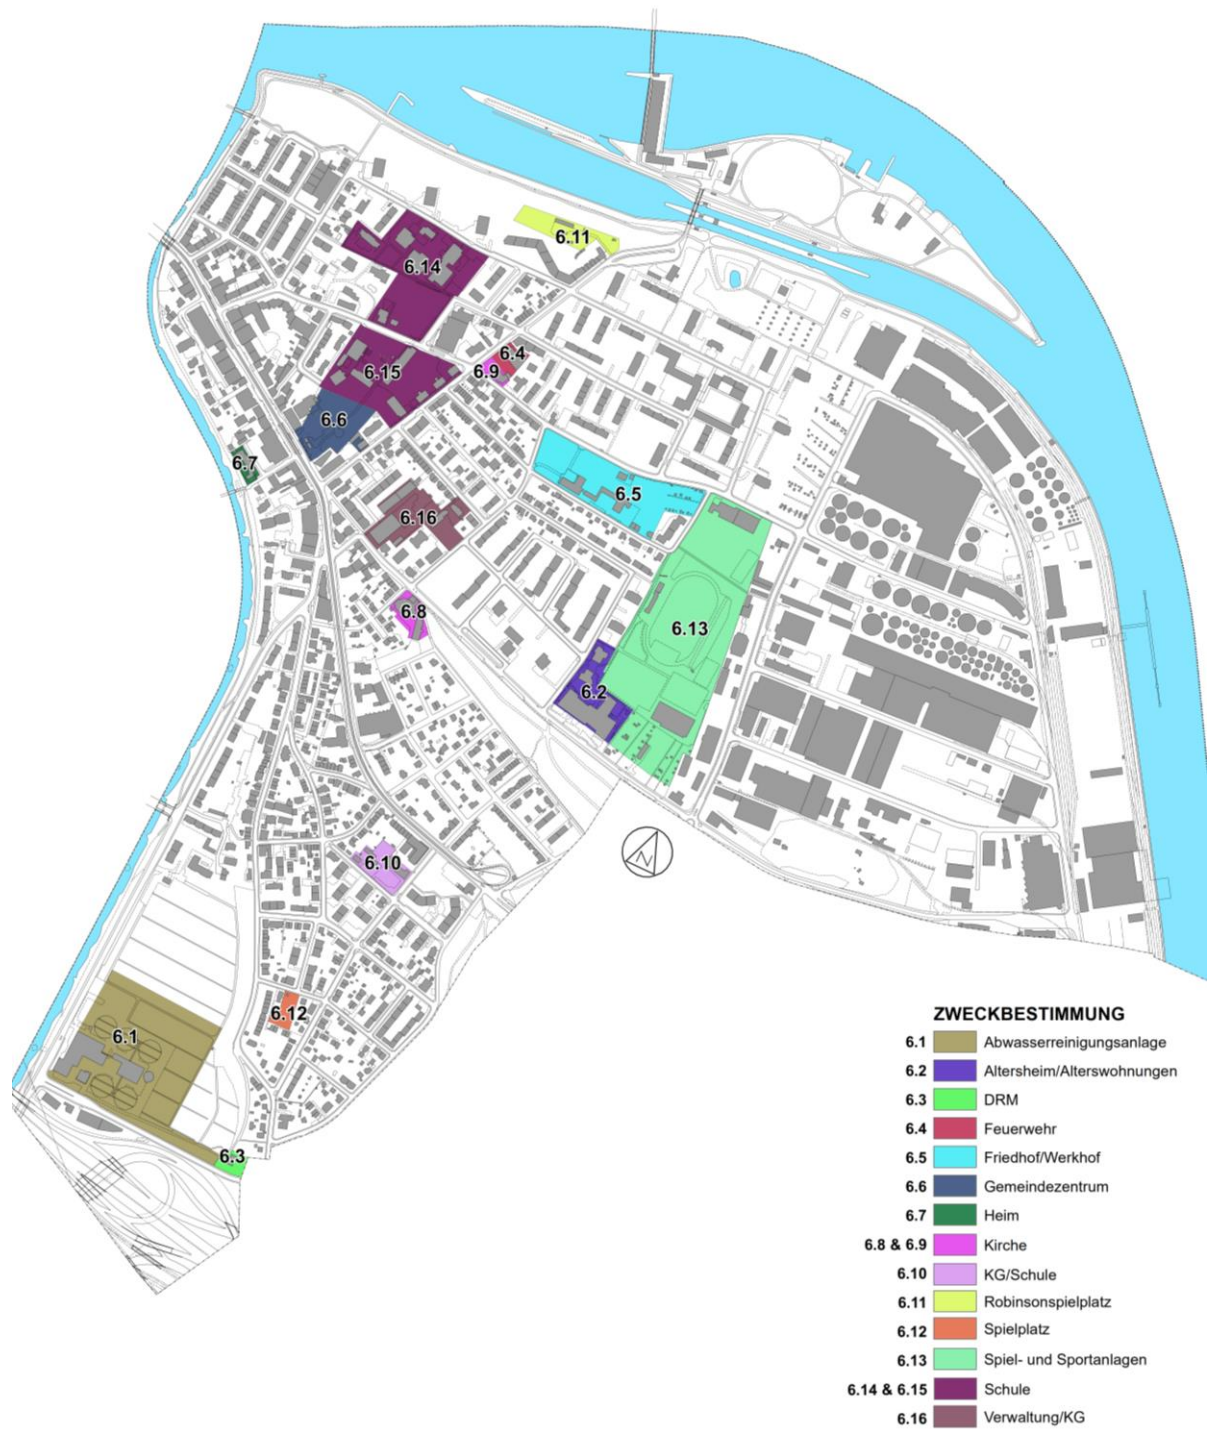 6.11
6.14
6.4
6.9
6.15
6.6
6.7
6.5
6.16
6.8
6.13
6.2
N
6.10
6.12
6.1
6.3
ZWECKBESTIMMUNG
6.1 Abwasserreinigungsanlage
6.2 Altersheim/Alterswohnungen
6.3 DRM
6.4 Feuerwehr
6.5 Friedhof/Werkhof
6.6 Gemeindezentrum
6.7 Heim
6.8 & 6.9 Kirche
6.10 KG/Schule
6.11 Robinsonspielplatz
6.12 Spielplatz
6.13 Spiel- und Sportanlagen
6.14 & 6.15 Schule
6.16 Verwaltung/KG